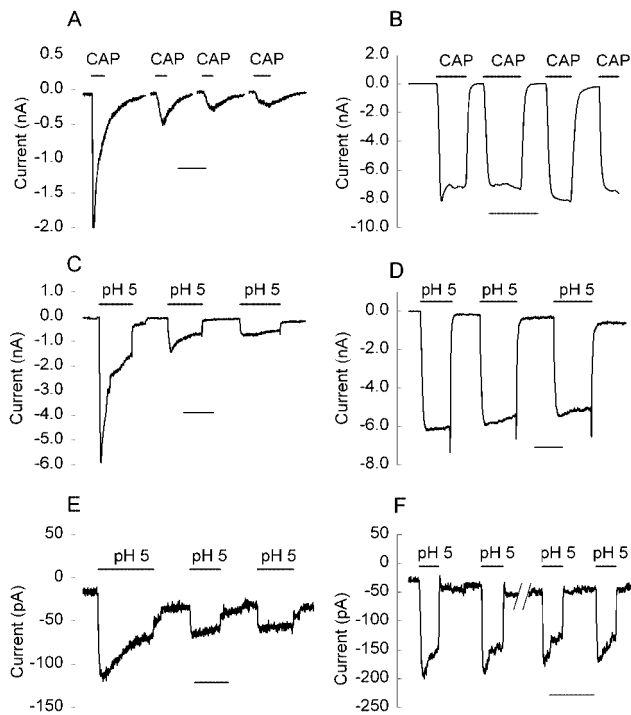 A
0.5
0.0
-0.5
-1.0
-1.5
-2.0
Current (nA)
CAP CAP CAP CAP
B
2.0
0.0
-2.0
-4.0
-6.0
-8.0
-10.0
Current (nA)
CAP CAP CAP CAP
C
1.0
0.0
-1.0
-2.0
-3.0
-4.0
-5.0
-6.0
Current (nA)
pH 5 pH 5 pH 5
D
0.0
-2.0
-4.0
-6.0
-8.0
Current (nA)
pH 5 pH 5 pH 5
E
50
0
-50
-100
-150
Current (pA)
pH 5 pH 5 pH 5
F
50
0
-50
-100
-150
-200
-250
Current (pA)
pH 5 pH 5 pH 5 pH 5